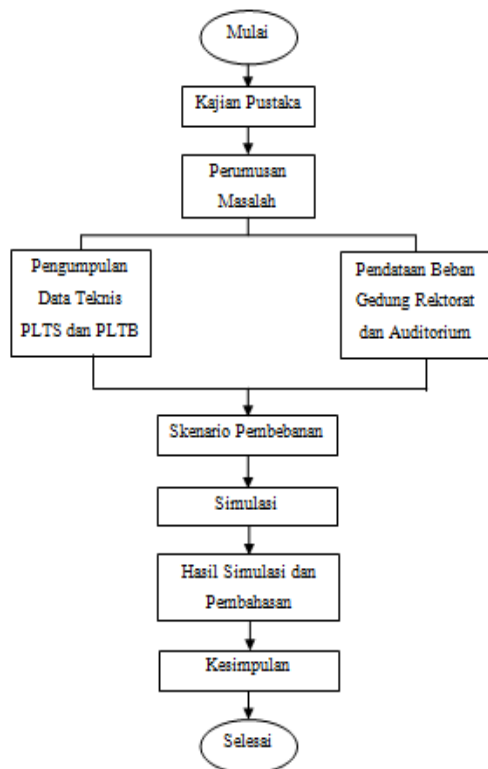 Mulai
Kajian Pustaka
Perumusan
Masalah
Pengumpulan
Data Teknis
PLTS dan PLTB
Pendataan Beban
Gedung Rektorat
dan Auditorium
Skenario Pembebanan
Simulasi
Hasil Simulasi dan
Pembahasan
Kesimpulan
Selesai